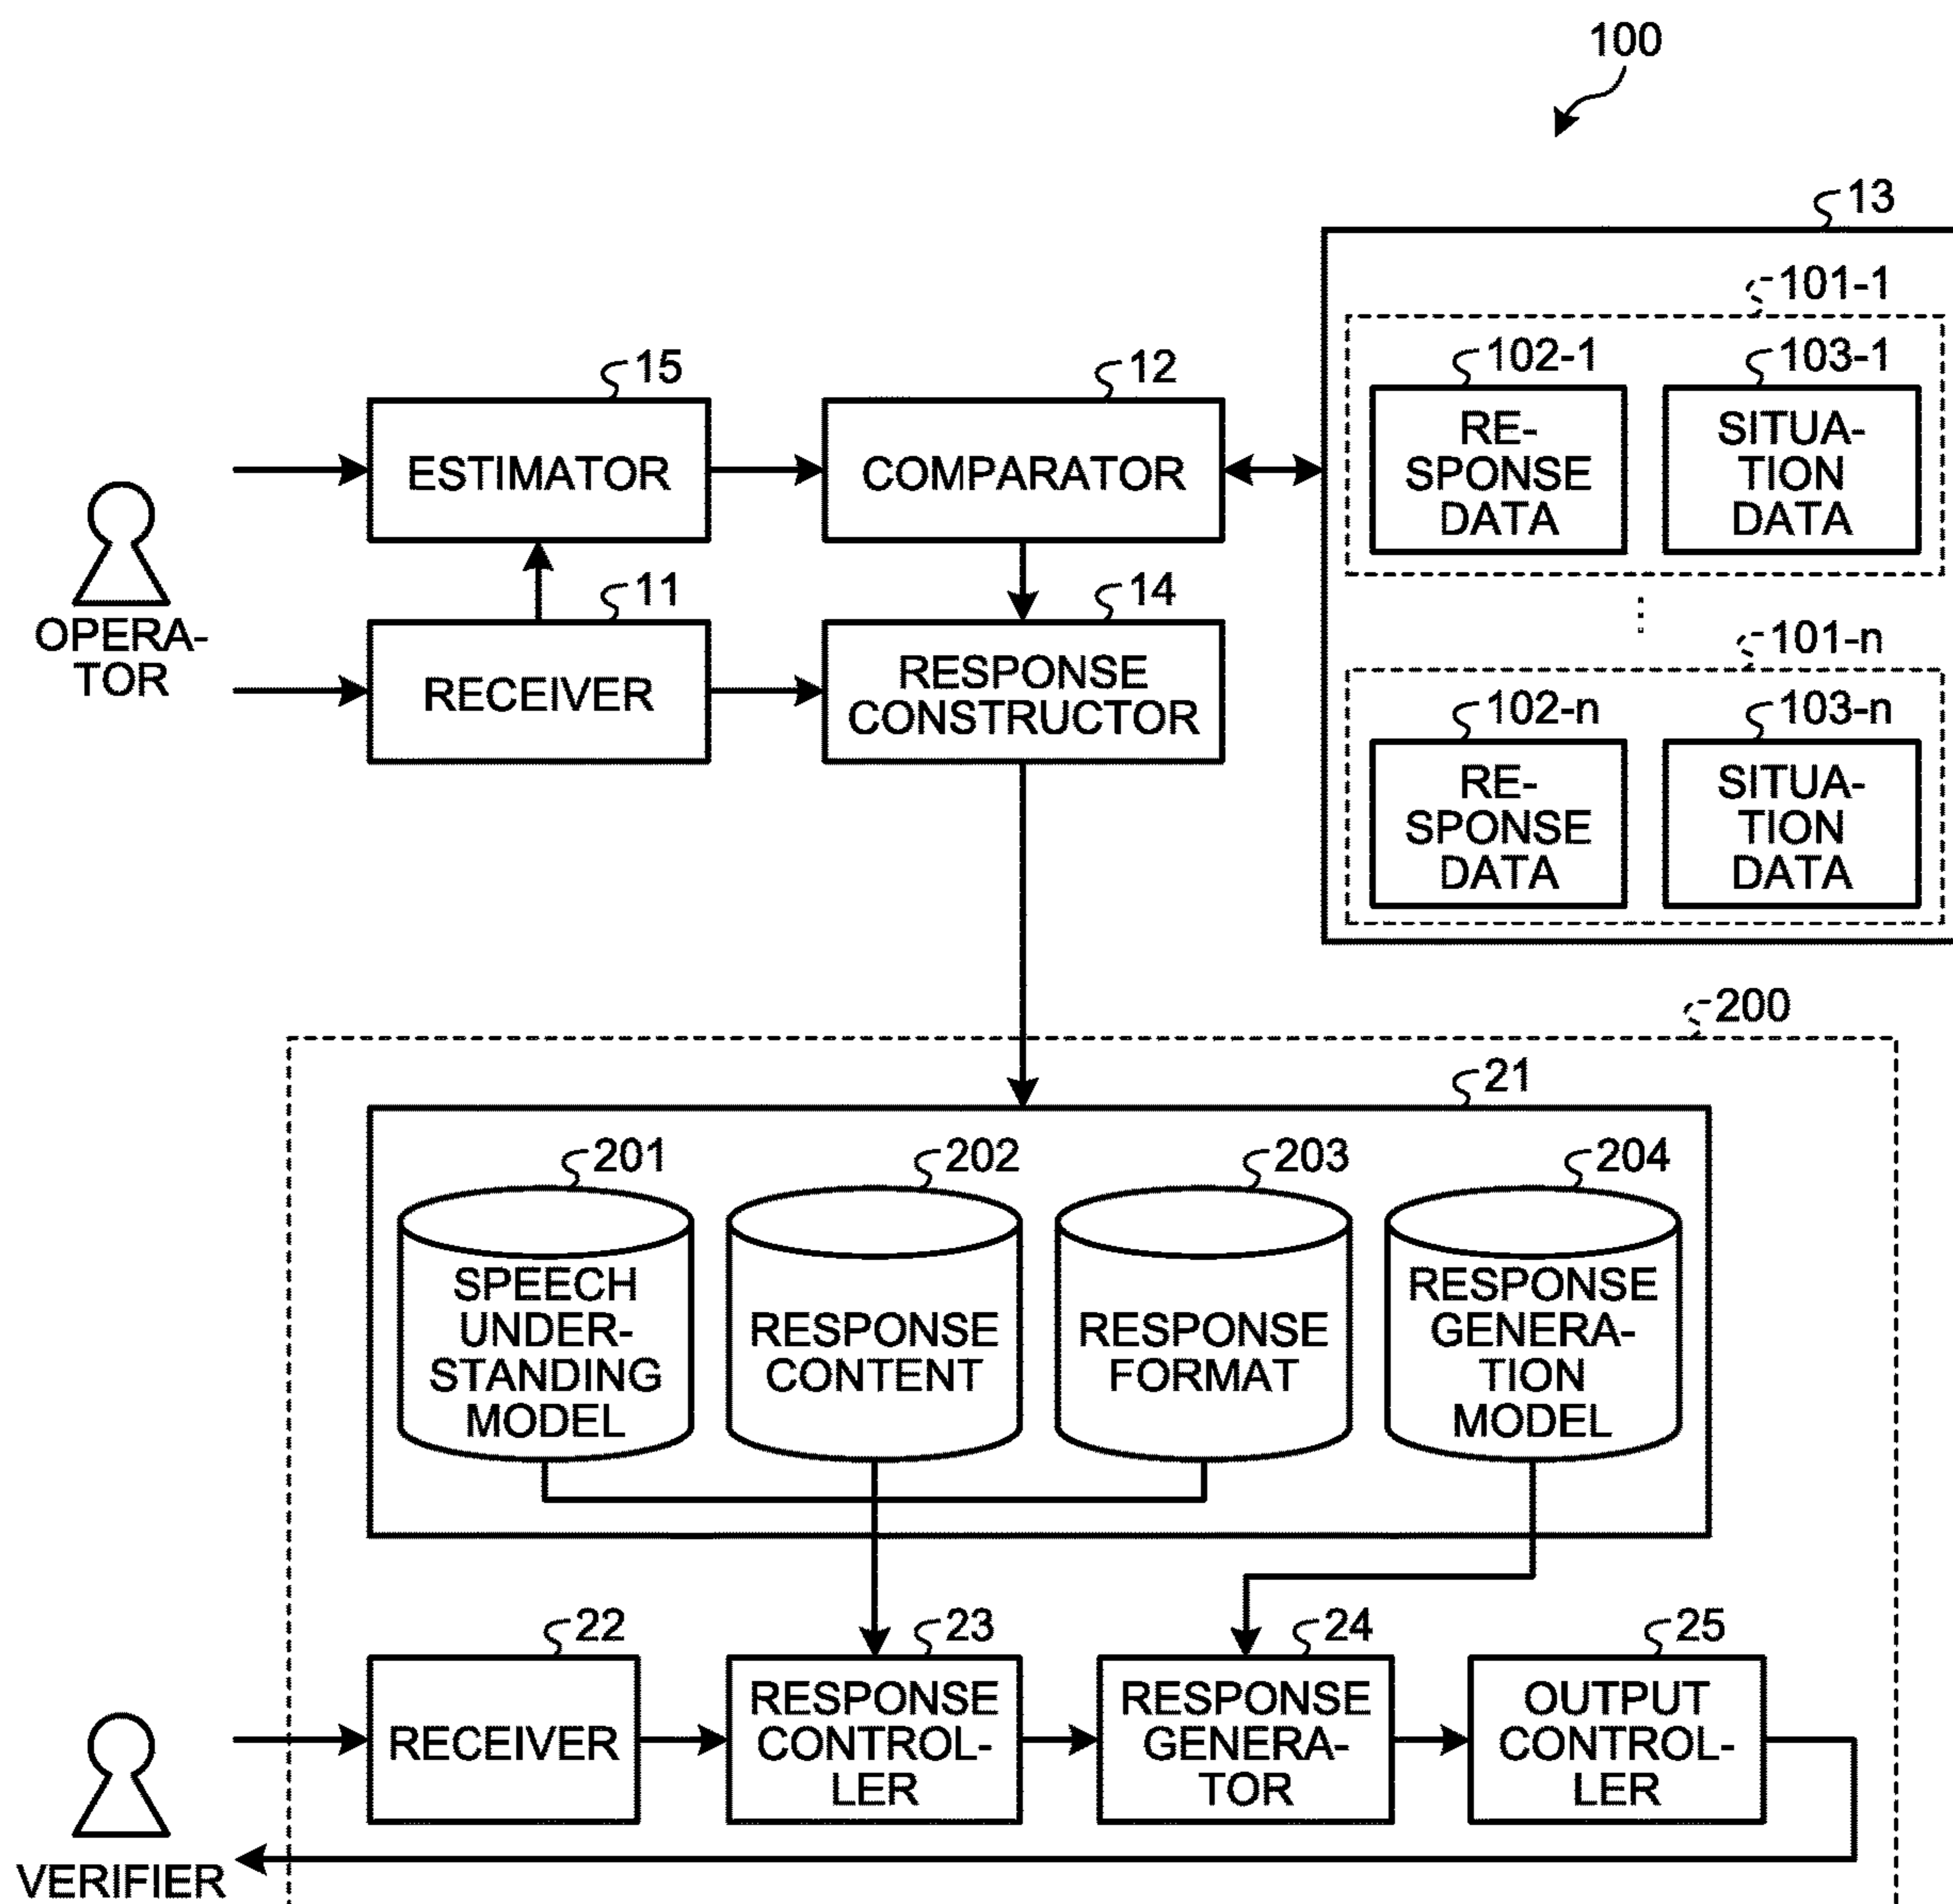 100
13
101-1
102-1
103-1
RE-
SPONSE
DATA
SITUA-
TION
DATA
15
ESTIMATOR
12
COMPARATOR
OPERA-
TOR
11
RECEIVER
14
RESPONSE
CONSTRUCTOR
101-n
102-n
103-n
RE-
SPONSE
DATA
SITUA-
TION
DATA
200
21
201
SPEECH
UNDER-
STANDING
MODEL
202
RESPONSE
CONTENT
203
RESPONSE
FORMAT
204
RESPONSE
GENERA-
TION
MODEL
22
RECEIVER
23
RESPONSE
CONTROL-
LER
24
RESPONSE
GENERA-
TOR
25
OUTPUT
CONTROL-
LER
VERIFIER